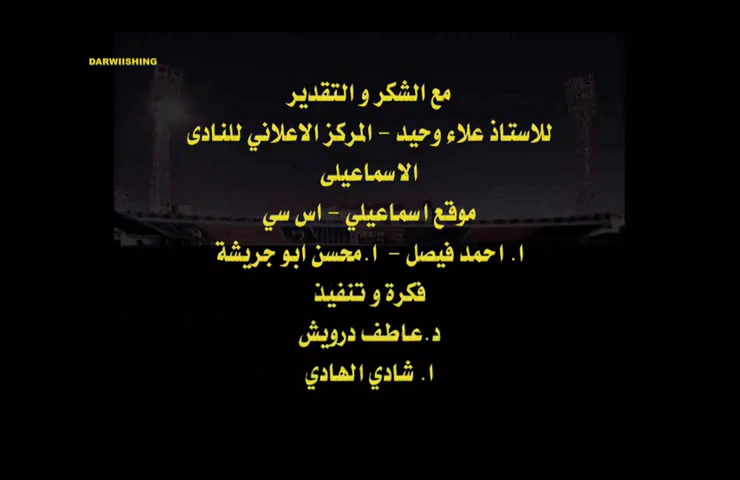 DARWIISHING
مع الشكر و التقدير
للاستاذ علاء وحيد - المركز الاعلاني للنادى
الاسماعيلى
موقع اسماعيلي - اس سي
ا. احمد فيصل - ا. محسن ابو جريشة
فكرة و تنفيذ
د. عاطف درويش
ا. شادي الهادي